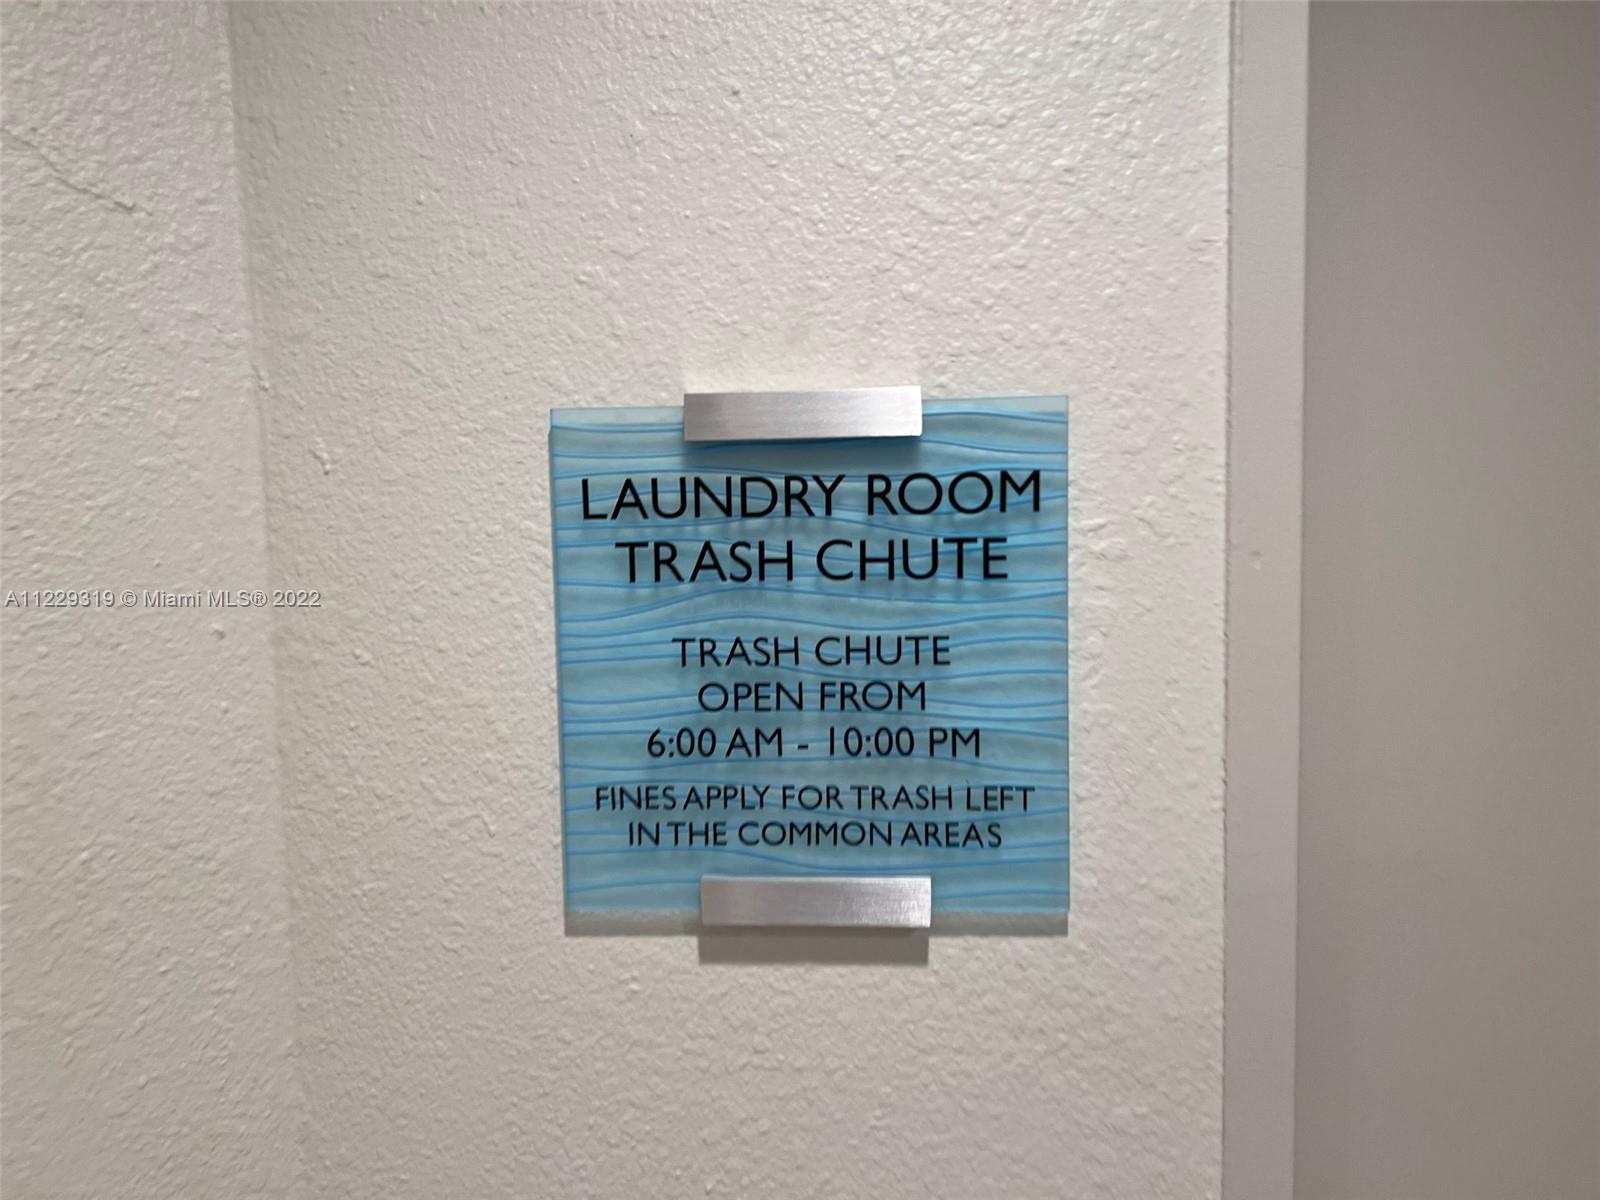 LAUNDRY ROOM
TRASH CHUTE
TRASH CHUTE
OPEN FROM
6:00 AM - 10:00 PM
FINES APPLY FOR TRASH LEFT
IN THE COMMON AREAS
A11229319 © Miami MLS® 2022